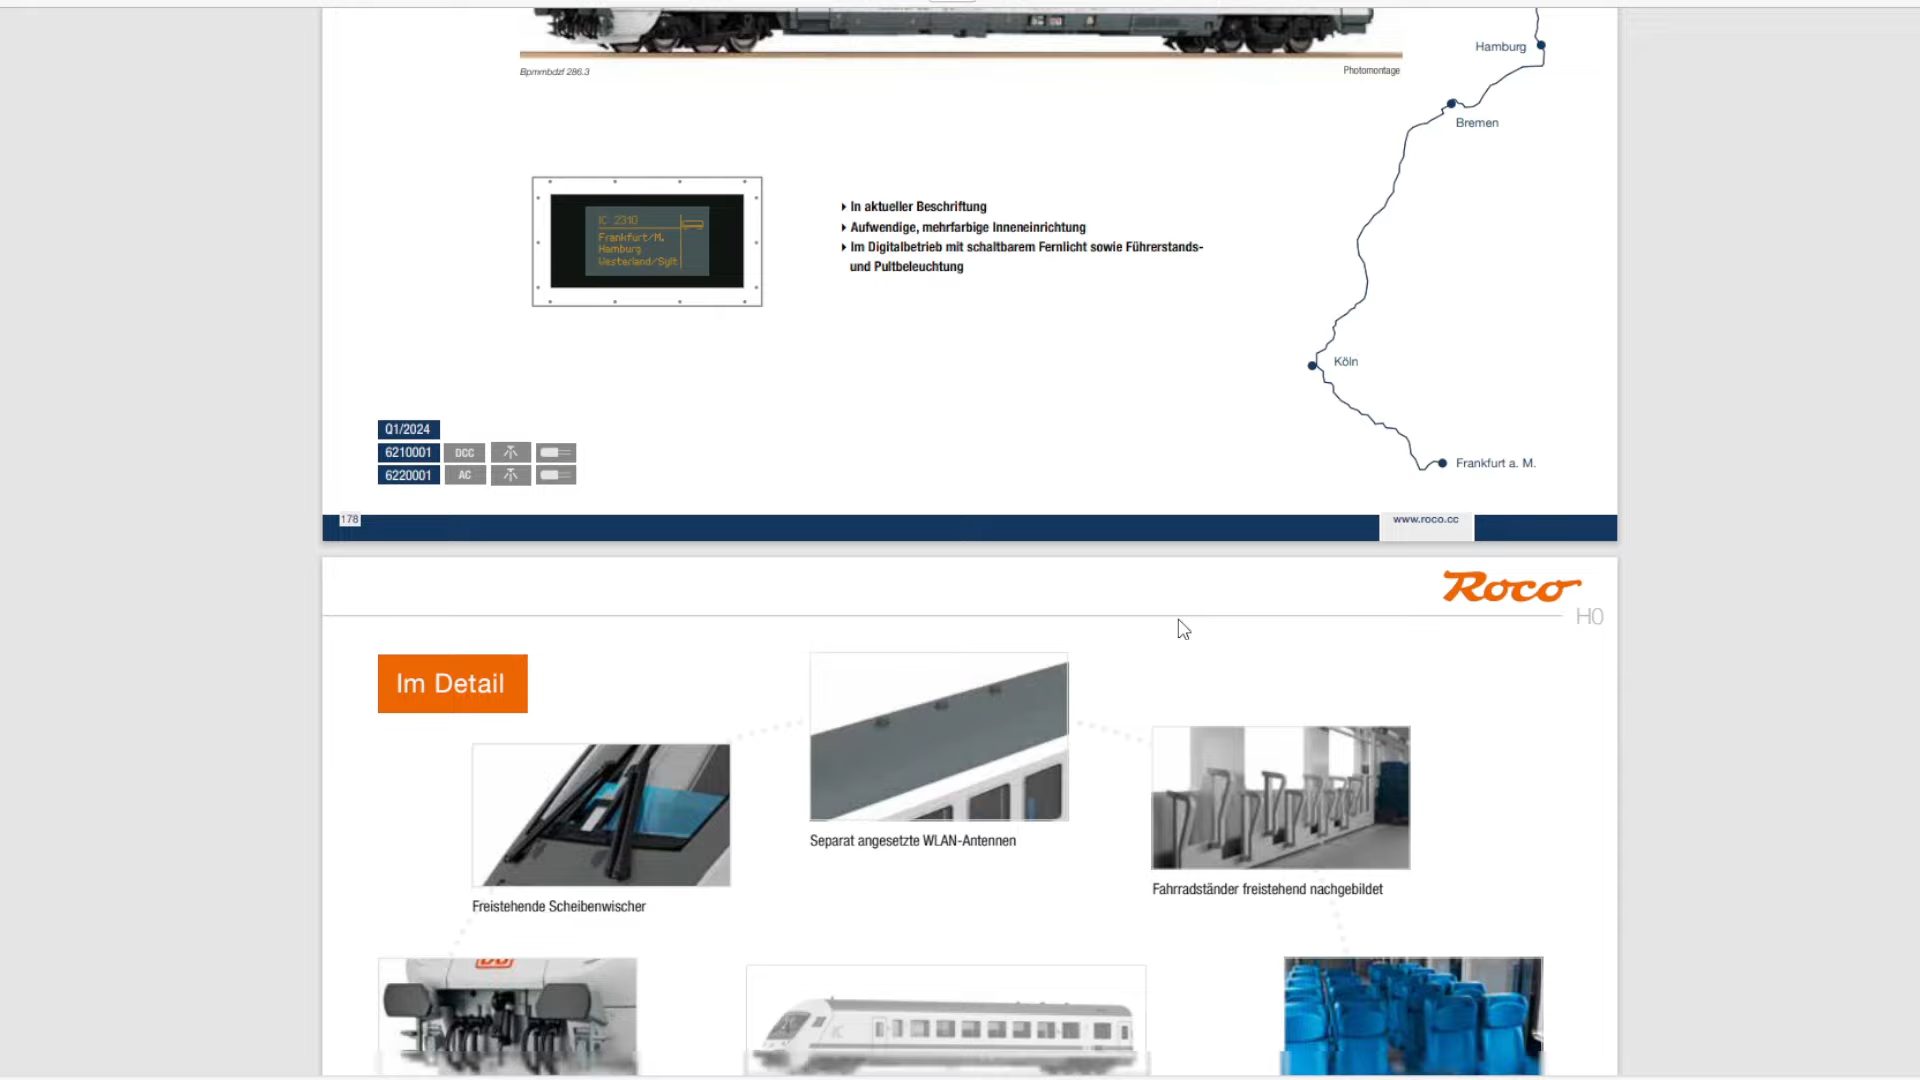 Hamburg
Bpmmbdzf 286.3
Photomontage
Bremen
IC 2310
Frankfurt/M.
Hamburg
Westerland/Sylt
In aktueller Beschriftung
Aufwendige, mehrfarbige Inneneinrichtung
Im Digitalbetrieb mit schaltbarem Fernlicht sowie Führerstands-
und Pultbeleuchtung
Köln
Q1/2024
6210001 DCC
6220001 AC
Frankfurt a. M.
178
www.roco.cc
Roco
H0
Im Detail
Separat angesetzte WLAN-Antennen
Fahrradständer freistehend nachgebildet
Freistehende Scheibenwischer
DB